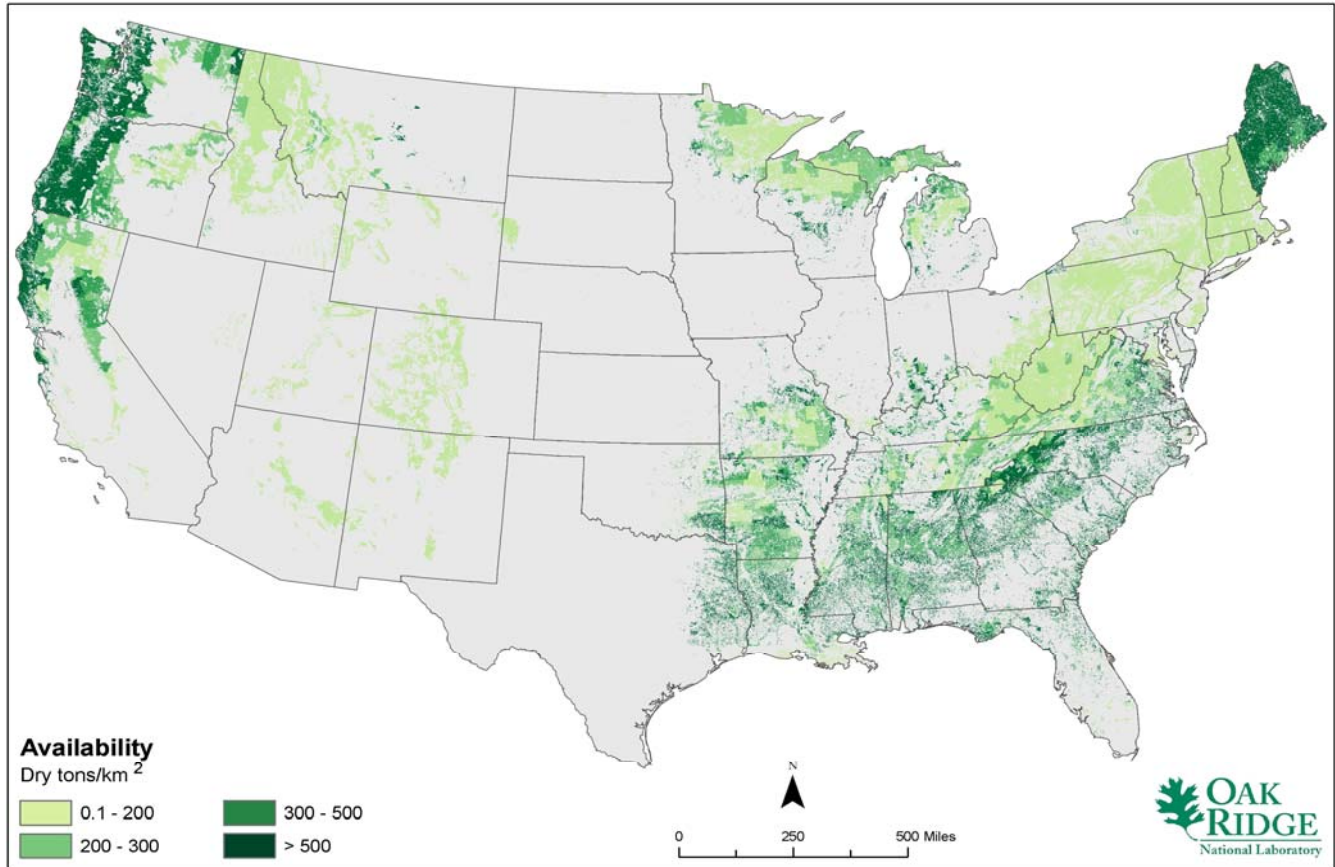 Availability
Dry tons/km 2
0.1 - 200
200 - 300
300 - 500
> 500
N
0 250 500 Miles
OAK
RIDGE
National Laboratory